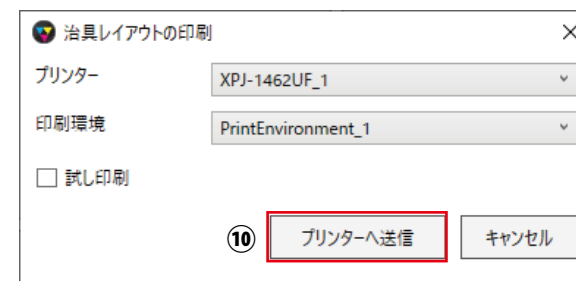 治具レイアウトの印刷
プリンター XPJ-1462UF_1
印刷環境 PrintEnvironment_1
試し印刷
⑩ プリンターへ送信 キャンセル